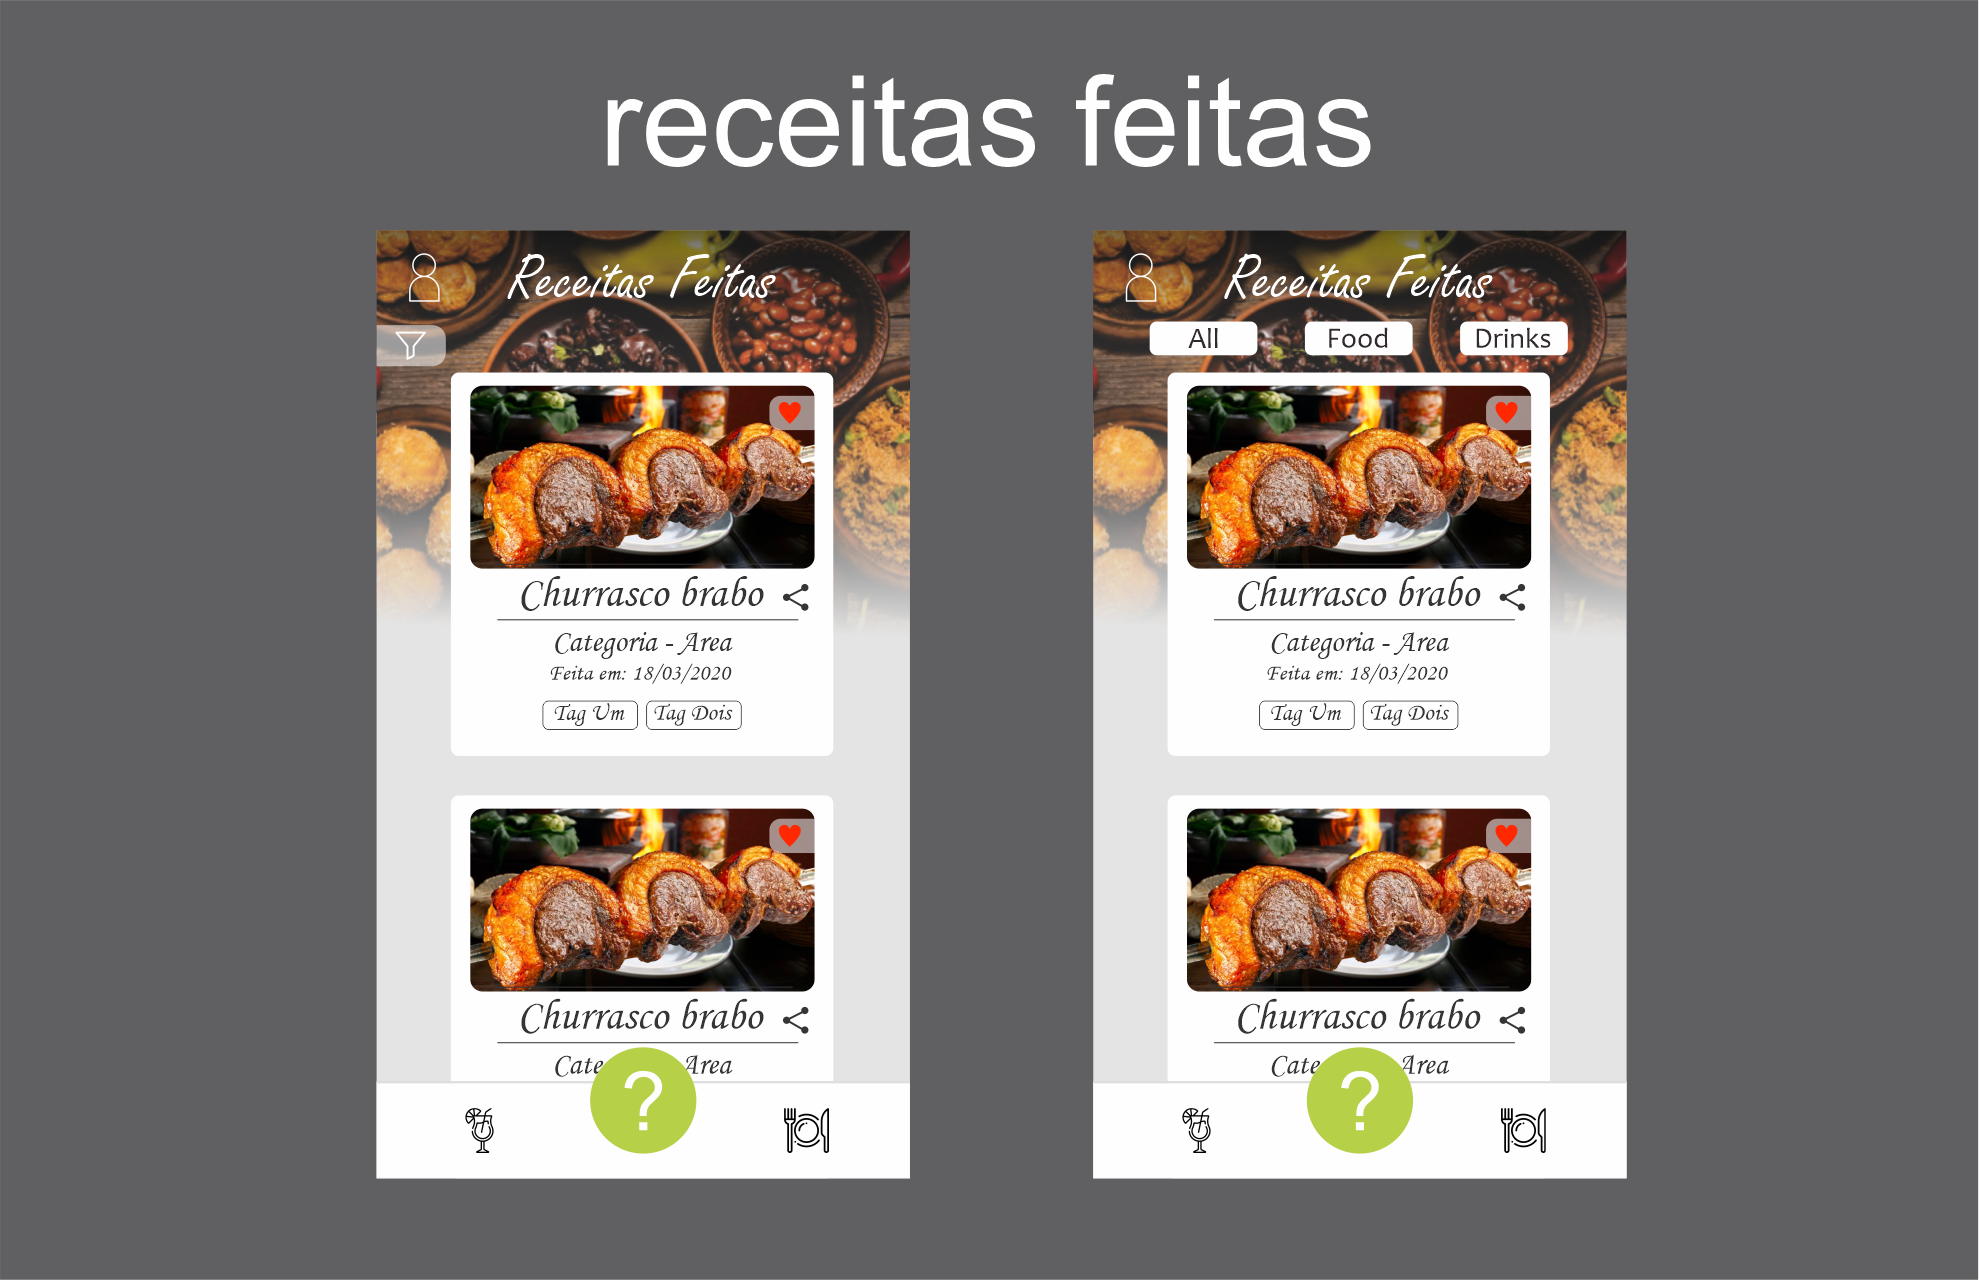 receitas feitas
Receitas Feitas
Churrasco brabo
Categoria - Area
Feita em: 18/03/2020
Tag Um Tag Dois
Churrasco brabo
Cate Area
?
Receitas Feitas
All Food Drinks
Churrasco brabo
Categoria - Area
Feita em: 18/03/2020
Tag Um Tag Dois
Churrasco brabo
Cate Area
?